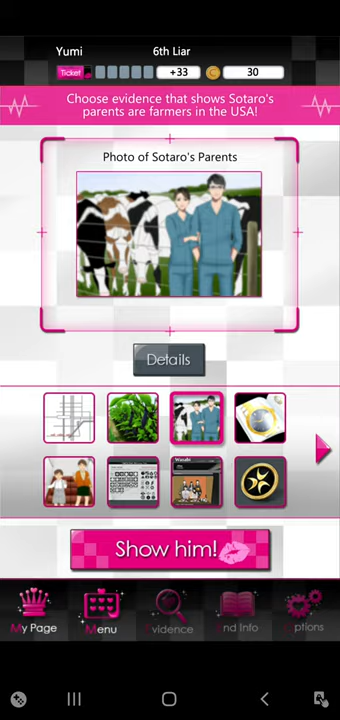 Yumi 6th Liar
Ticket +33 30
Choose evidence that shows Sotaro's
parents are farmers in the USA!
Photo of Sotaro's Parents
Details
Wasabi
Show him!
My Page Menu Evidence End Info Options